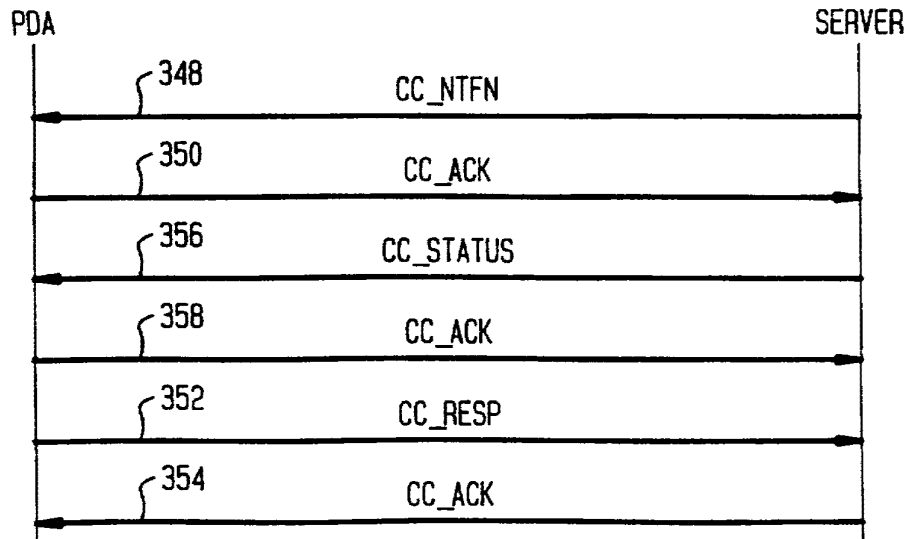 PDA SERVER
348 CC_NTFN
350 CC_ACK
356 CC_STATUS
358 CC_ACK
352 CC_RESP
354 CC_ACK